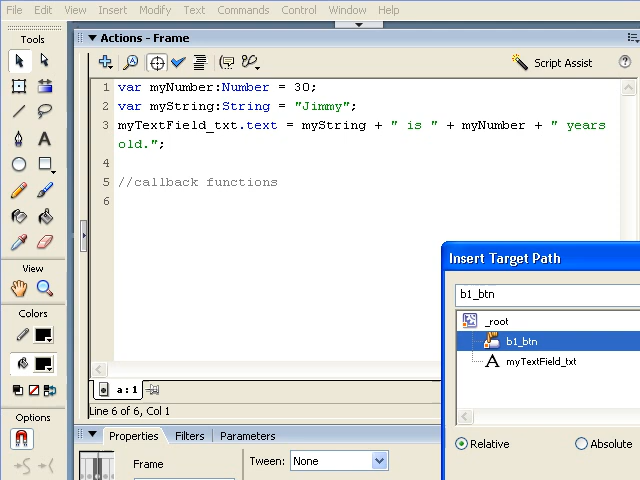 File Edit View Insert Modify Text Commands Control Window Help
Tools
Actions - Frame
Script Assist
1 var myNumber:Number = 30;
2 var myString:String = "Jimmy";
3 myTextField_txt.text = myString + " is " + myNumber + " years
old.";
4
5 //callback functions
6
View
Colors
Options
Insert Target Path
b1_btn
_root
b1_btn
myTextField_txt
Relative Absolute
a : 1
Line 6 of 6, Col 1
Properties Filters Parameters
Frame Tween: None